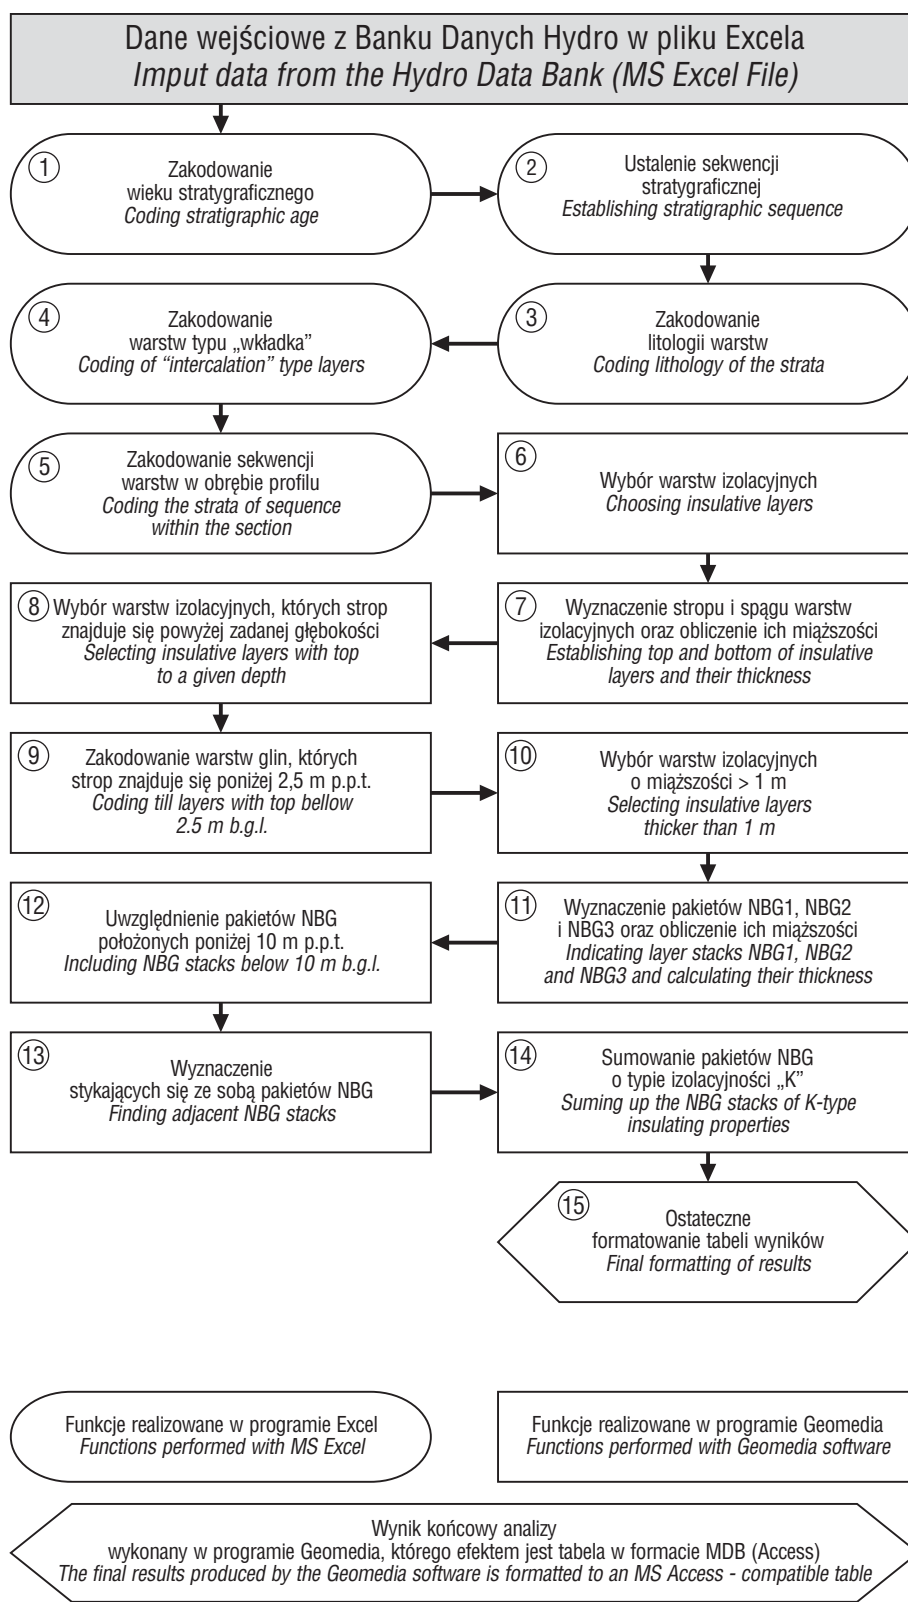 Dane wejściowe z Banku Danych Hydro w pliku Excela
Imput data from the Hydro Data Bank (MS Excel File)
1
Zakodowanie
wieku stratygraficznego
Coding stratigraphic age
2
Ustalenie sekwencji
stratygraficznej
Establishing stratigraphic sequence
3
Zakodowanie
litologii warstw
Coding lithology of the strata
4
Zakodowanie
warstw typu „wkładka”
Coding of “intercalation” type layers
5
Zakodowanie sekwencji
warstw w obrębie profilu
Coding the strata of sequence
within the section
6
Wybór warstw izolacyjnych
Choosing insulative layers
7
Wyznaczenie stropu i spągu warstw
izolacyjnych oraz obliczenie ich miąższości
Establishing top and bottom of insulative
layers and their thickness
8
Wybór warstw izolacyjnych, których strop
znajduje się powyżej zadanej głębokości
Selecting insulative layers with top
to a given depth
9
Zakodowanie warstw glin, których
strop znajduje się poniżej 2,5 m p.p.t.
Coding till layers with top bellow
2.5 m b.g.l.
10
Wybór warstw izolacyjnych
o miąższości > 1 m
Selecting insulative layers
thicker than 1 m
11
Wyznaczenie pakietów NBG1, NBG2
i NBG3 oraz obliczenie ich miąższości
Indicating layer stacks NBG1, NBG2
and NBG3 and calculating their thickness
12
Uwzględnienie pakietów NBG
położonych poniżej 10 m p.p.t.
Including NBG stacks below 10 m b.g.l.
13
Wyznaczenie
stykających się ze sobą pakietów NBG
Finding adjacent NBG stacks
14
Sumowanie pakietów NBG
o typie izolacyjności „K”
Suming up the NBG stacks of K-type
insulating properties
15
Ostateczne
formatowanie tabeli wyników
Final formatting of results
Funkcje realizowane w programie Excel
Functions performed with MS Excel
Funkcje realizowane w programie Geomedia
Functions performed with Geomedia software
Wynik końcowy analizy
wykonany w programie Geomedia, którego efektem jest tabela w formacie MDB (Access)
The final results produced by the Geomedia software is formatted to an MS Access - compatible table